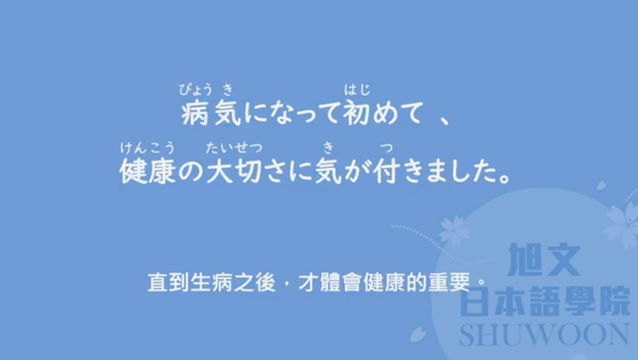 びょうき はじ
病気になって初めて、
けんこう たいせつ き つ
健康の大切さに気が付きました。
直到生病之後，才體會健康的重要。
旭文
日本語學院
SHUWOON